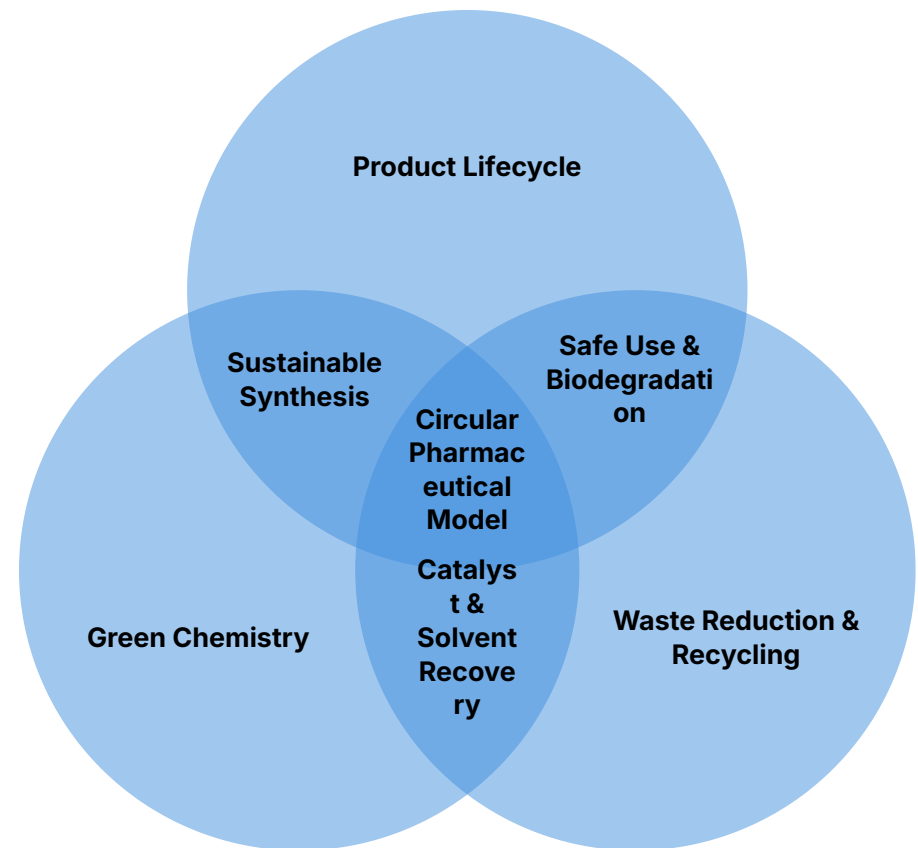 Product Lifecycle
Sustainable
Synthesis
Safe Use &
Biodegradati
on
Circular
Pharmac
eutical
Model
Catalys
t &
Solvent
Recove
ry
Green Chemistry
Waste Reduction &
Recycling